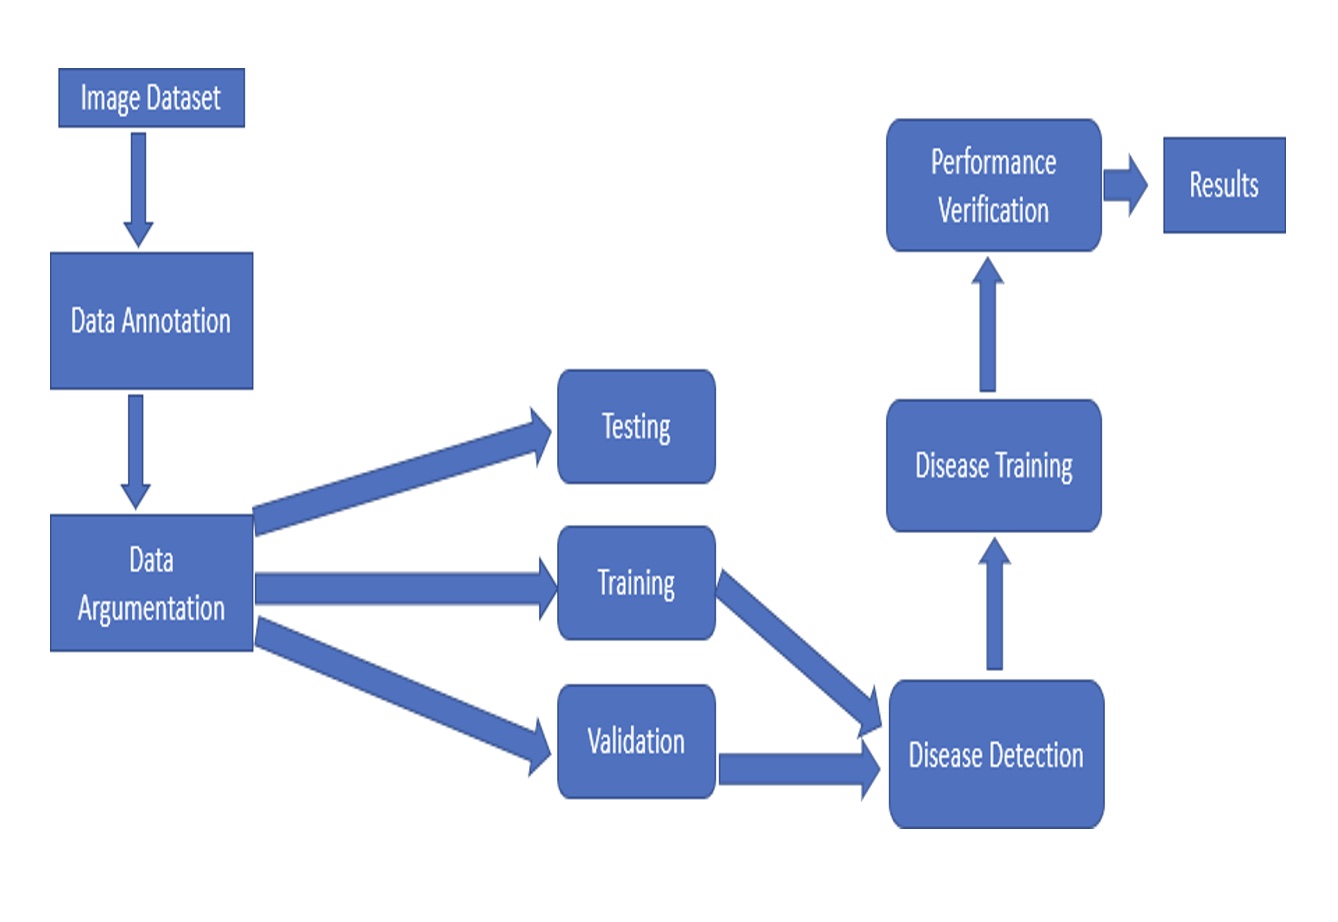 Image Dataset
Data Annotation
Data
Argumentation
Testing
Training
Validation
Disease Detection
Disease Training
Performance
Verification
Results